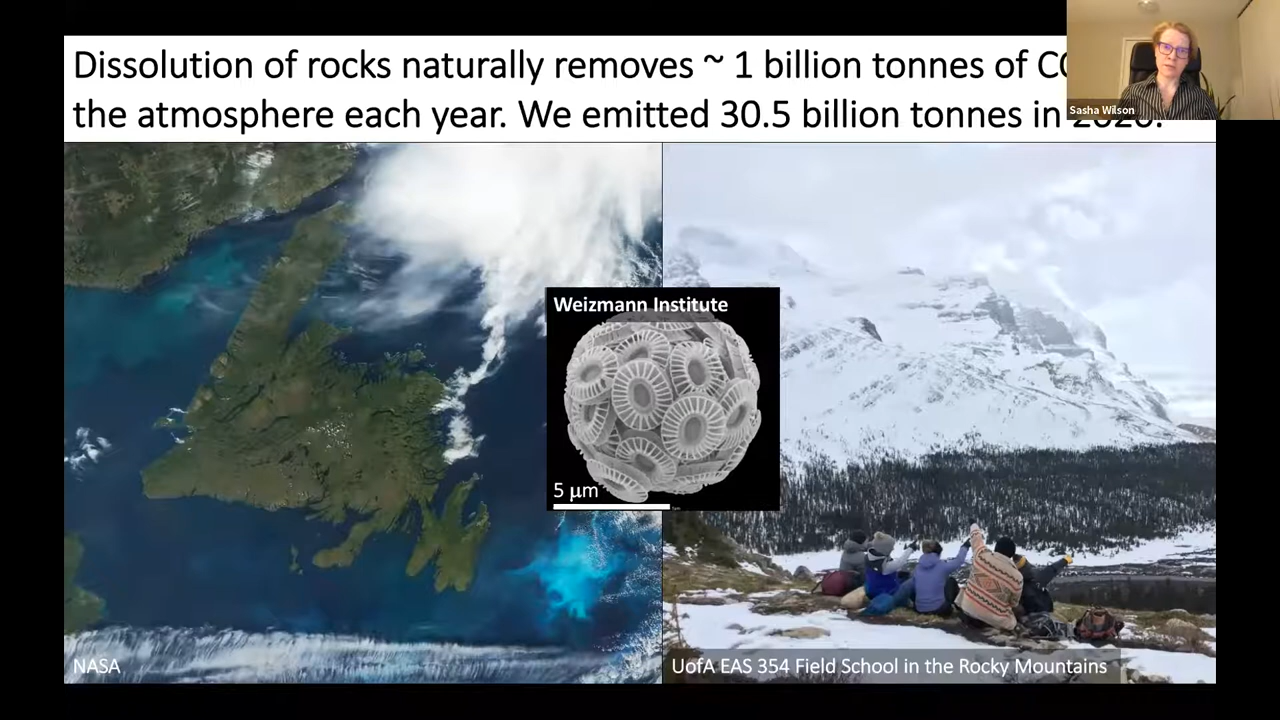 Dissolution of rocks naturally removes ~ 1 billion tonnes of
the atmosphere each year. We emitted 30.5 billion tonnes in
Sasha Wilson
Weizmann Institute
5 μm
NASA
UofA EAS 354 Field School in the Rocky Mountains